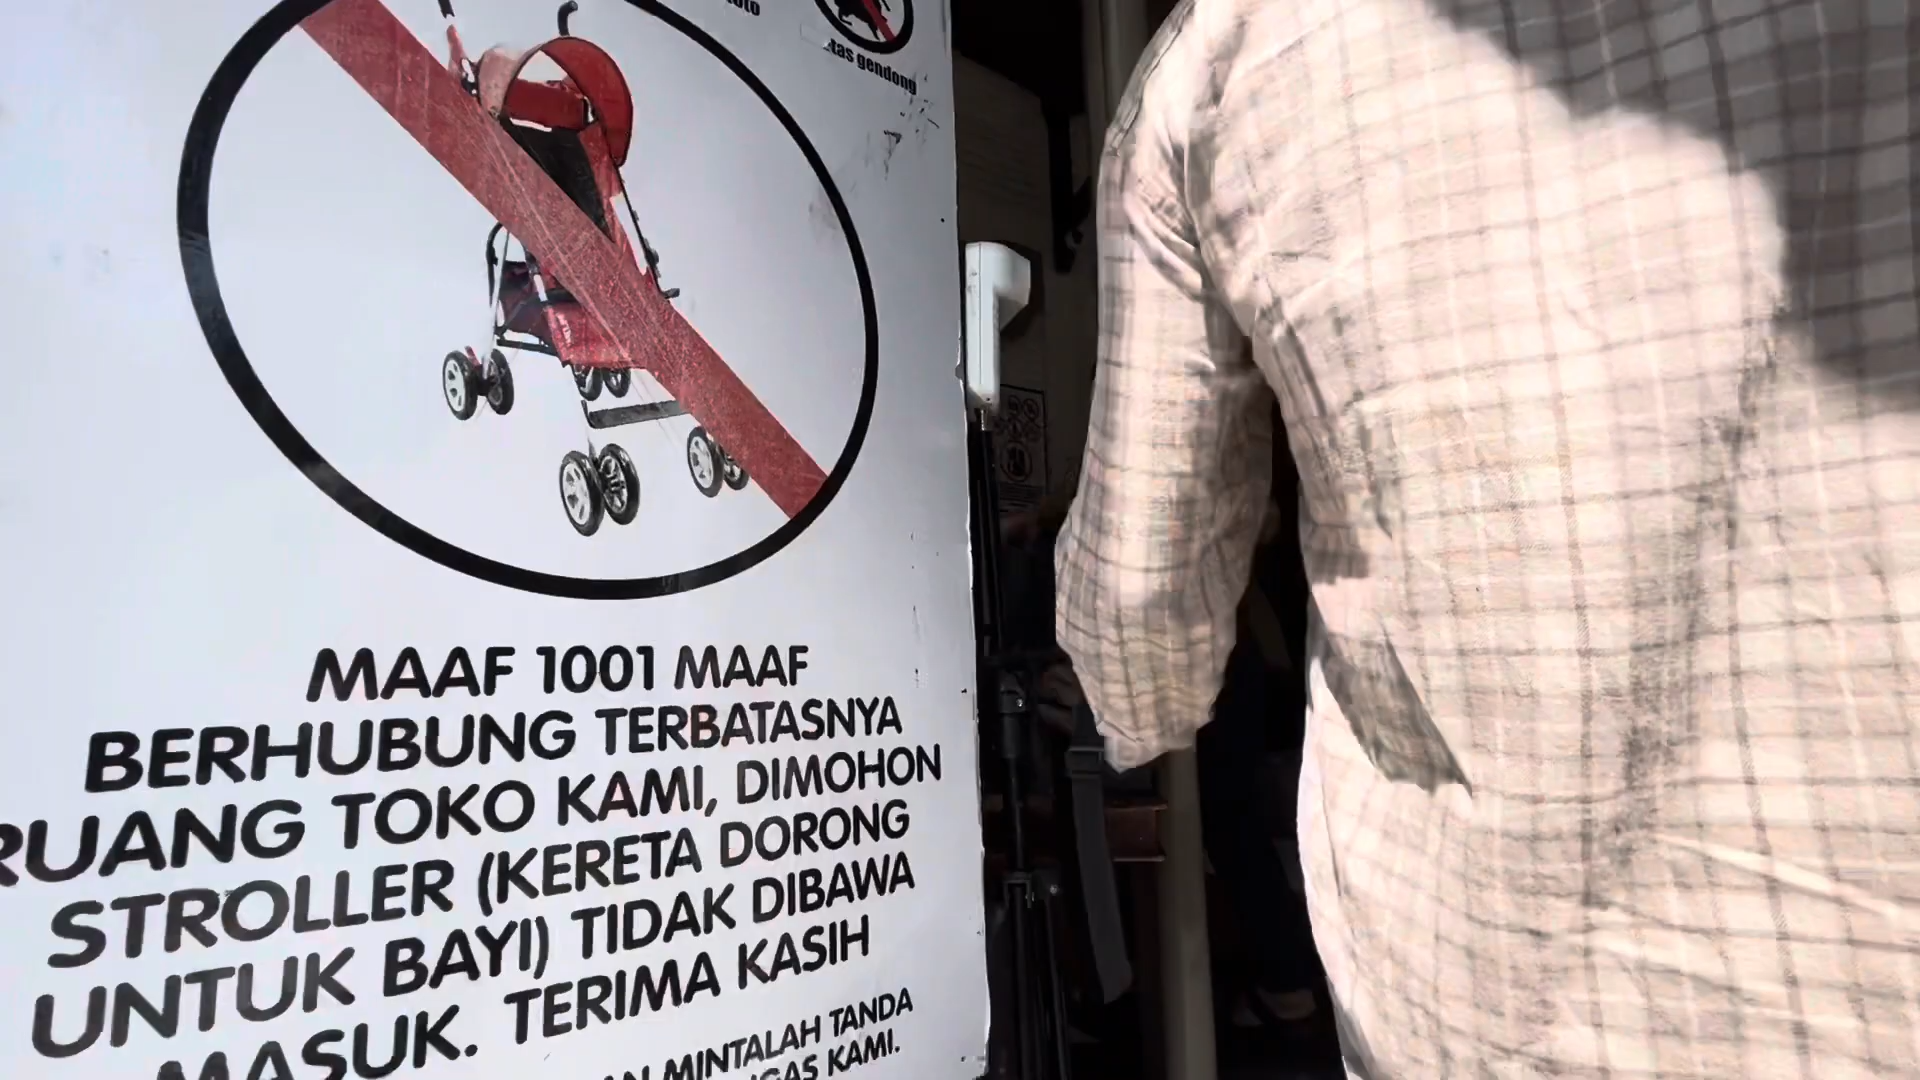 tas gendong
MAAF 1001 MAAF
BERHUBUNG TERBATASNYA
RUANG TOKO KAMI, DIMOHON
STROLLER (KERETA DORONG
UNTUK BAYI) TIDAK DIBAWA
MASUK. TERIMA KASIH
MINTALAH TANDA
KAMI.